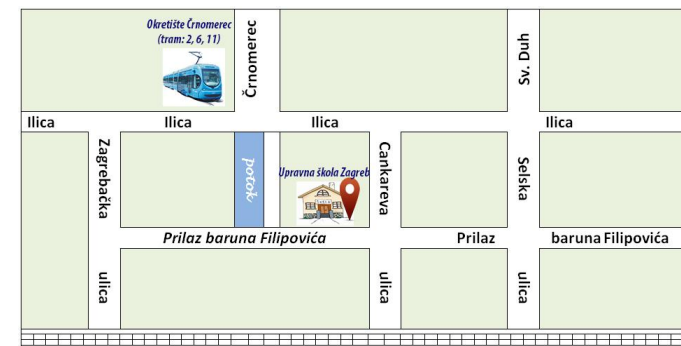 Okretište Črnomerec
(tram: 2, 6, 11)
Črnomerec
Sv. Duh
Ilica
Ilica
Ilica
Ilica
Zagrebačka
potok
Upravna škola Zagreb
Cankareva
Selska
Prilaz baruna Filipovića
Prilaz
baruna Filipovića
ulica
ulica
ulica